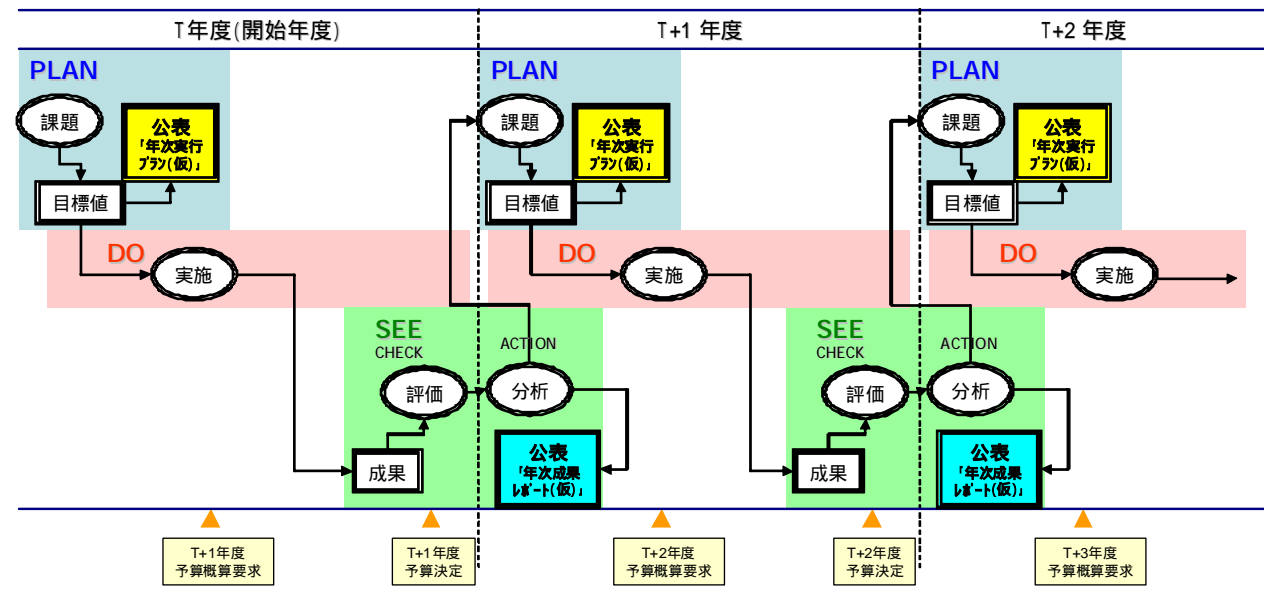 T年度(開始年度)
T+1 年度
T+2 年度
PLAN
課題
公表
「年次実行
プラン(仮)」
目標値
DO
実施
SEE
CHECK
評価
成果
PLAN
課題
公表
「年次実行
プラン(仮)」
目標値
DO
実施
ACTION
分析
公表
「年次成果
レポート(仮)」
SEE
CHECK
評価
成果
PLAN
課題
公表
「年次実行
プラン(仮)」
目標値
DO
実施
ACTION
分析
公表
「年次成果
レポート(仮)」
T+1年度
予算概算要求
T+1年度
予算決定
T+2年度
予算概算要求
T+2年度
予算決定
T+3年度
予算概算要求